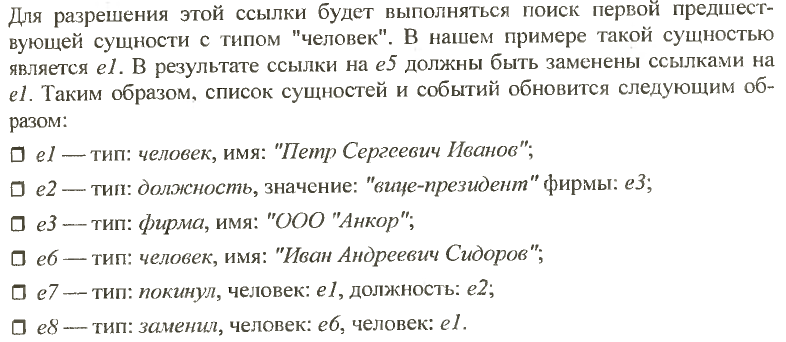 Для разрешения этой ссылки будет выполняться поиск первой предшест-
вующей сущности с типом "человек". В нашем примере такой сущностью
является e1. В результате ссылки на e5 должны быть заменены ссылками на
e1. Таким образом, список сущностей и событий обновится следующим об-
разом:
❒ e1 — тип: человек, имя: "Петр Сергеевич Иванов";
❒ e2 — тип: должность, значение: "вице-президент" фирмы: e3;
❒ e3 — тип: фирма, имя: "ООО "Анкор";
❒ e6 — тип: человек, имя: "Иван Андреевич Сидоров";
❒ e7 — тип: покинул, человек: e1, должность: e2;
❒ e8 — тип: заменил, человек: e6, человек: e1.